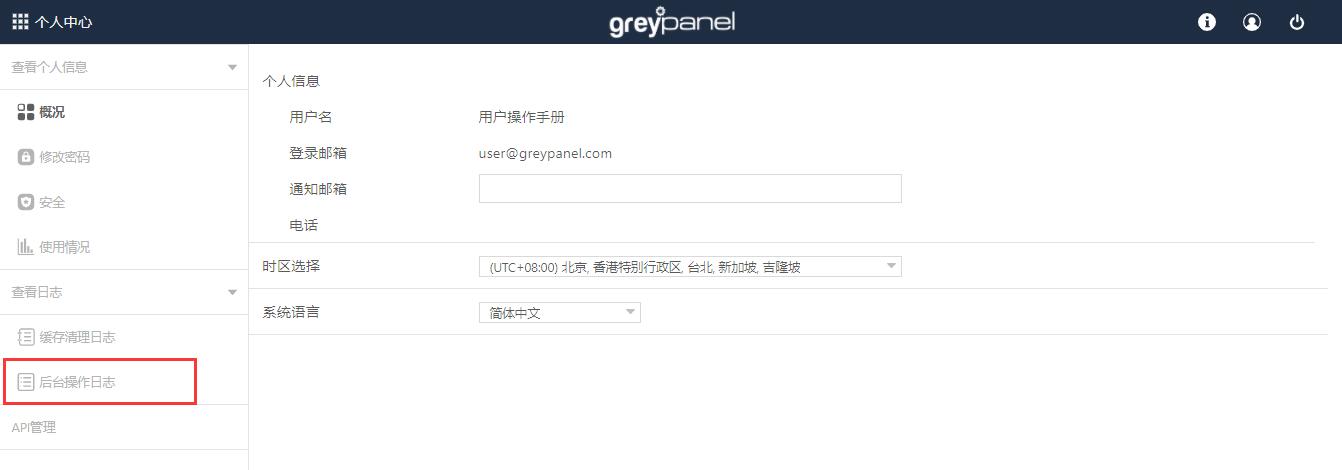 个人中心
greypanel
查看个人信息
概况
修改密码
安全
使用情况
查看日志
缓存清理日志
后台操作日志
API管理
个人信息
用户名 用户操作手册
登录邮箱 user@greypanel.com
通知邮箱
电话
时区选择 (UTC+08:00) 北京, 香港特别行政区, 台北, 新加坡, 吉隆坡
系统语言 简体中文